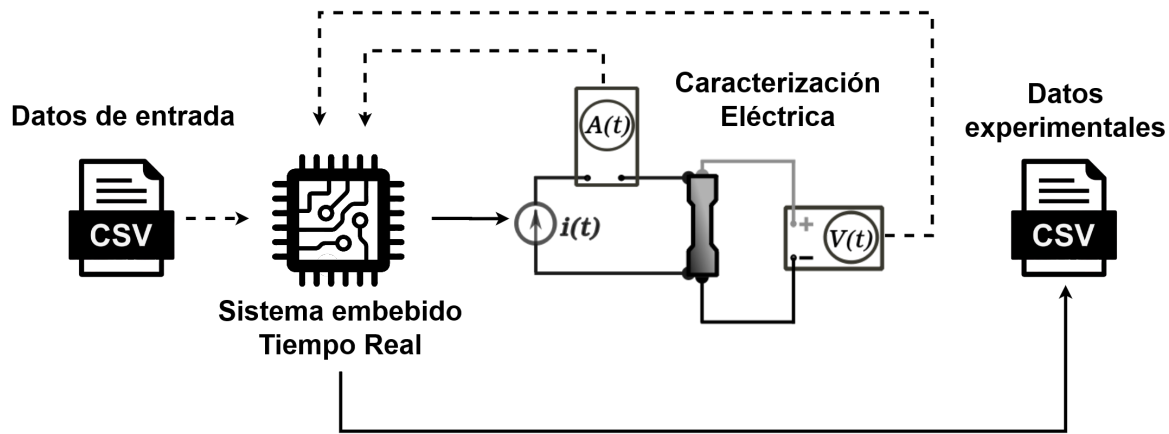 Datos de entrada
CSV
Sistema embebido
Tiempo Real
A(t)
i(t)
Caracterización
Eléctrica
+
−
V(t)
Datos
experimentales
CSV